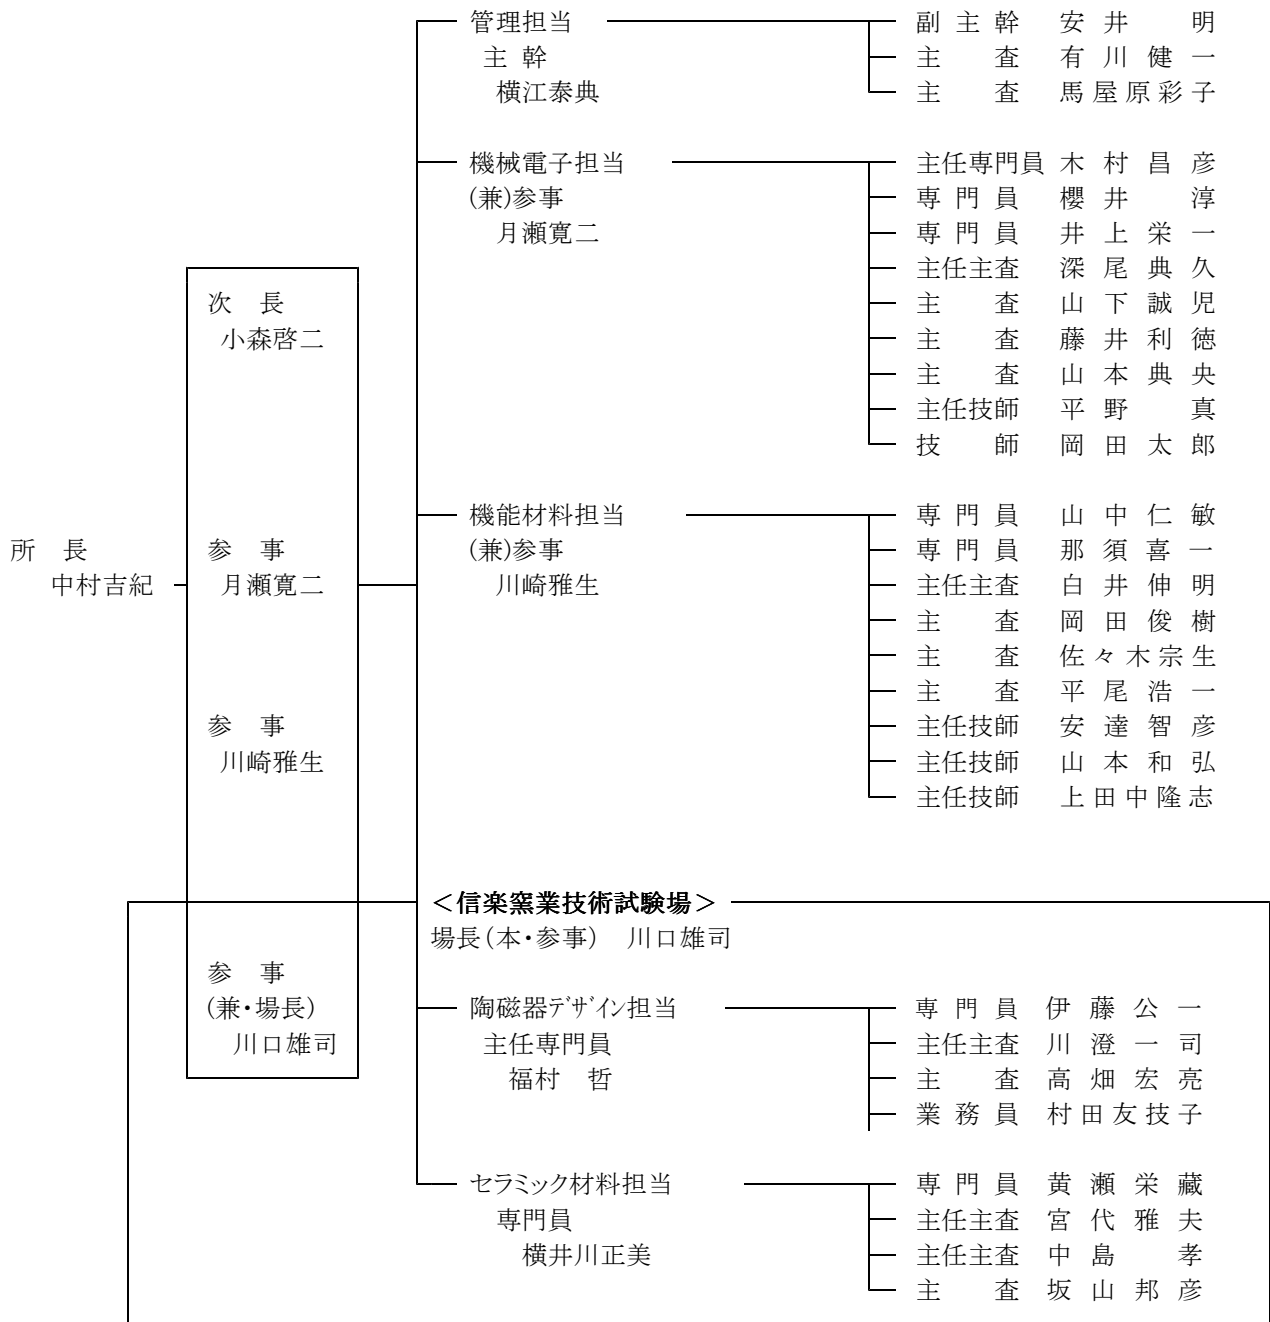 管理担当 副主幹 安井 明
主幹 主査 有川健一
横江泰典 主査 馬屋原彩子
機械電子担当 主任専門員 木村昌彦
(兼)参事 専門員 櫻井 淳
月瀬寛二 専門員 井上栄一
主任主査 深尾典久
次長 主査 山下誠児
小森啓二 主査 藤井利徳
主査 山本典央
主任技師 平野 真
技師 岡田太郎
機能材料担当 専門員 山中仁敏
所長 参事 (兼)参事 専門員 那須喜一
中村吉紀 月瀬寛二 川崎雅生 主任主査 白井伸明
主査 岡田俊樹
主査 佐々木宗生
主査 平尾浩一
参事 主任技師 安達智彦
川崎雅生 主任技師 山本和弘
主任技師 上田中隆志
<信楽窯業技術試験場>
場長(本・参事) 川口雄司
参事
(兼・場長) 陶磁器ﾃﾞｻﾞｲﾝ担当 専門員 伊藤公一
川口雄司 主任専門員 主任主査 川澄一司
福村 哲 主査 高畑宏亮
業務員 村田友技子
セラミック材料担当 専門員 黄瀬栄藏
専門員 主任主査 宮代雅夫
横井川正美 主任主査 中島 孝
主査 坂山邦彦